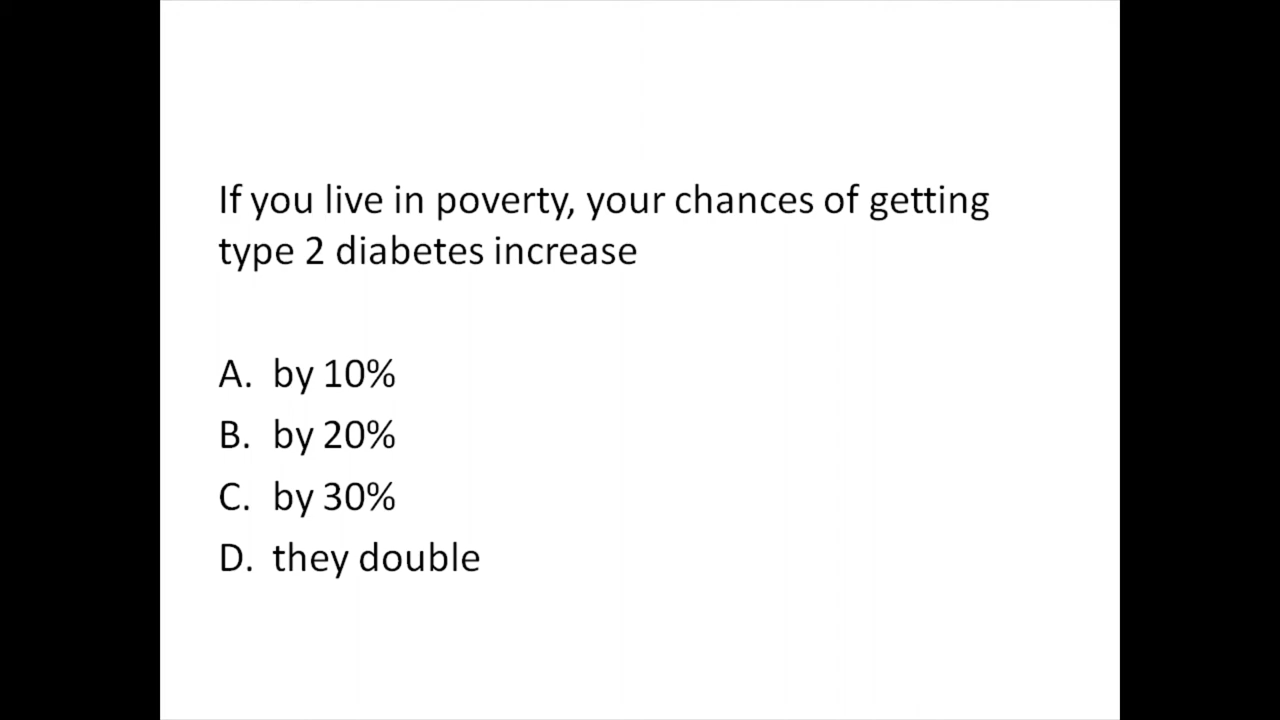 If you live in poverty, your chances of getting
type 2 diabetes increase
A. by 10%
B. by 20%
C. by 30%
D. they double